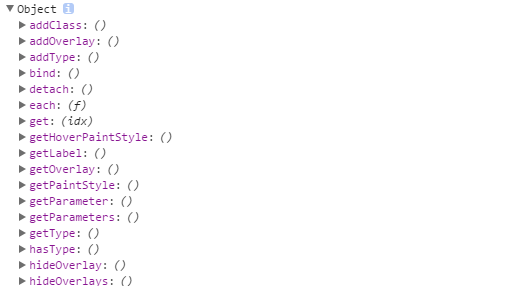 Object i
addClass: ()
addOverlay: ()
addType: ()
bind: ()
detach: ()
each: (f)
get: (idx)
getHoverPaintStyle: ()
getLabel: ()
getOverlay: ()
getPaintStyle: ()
getParameter: ()
getParameters: ()
getType: ()
hasType: ()
hideOverlay: ()
hideOverlays: ()